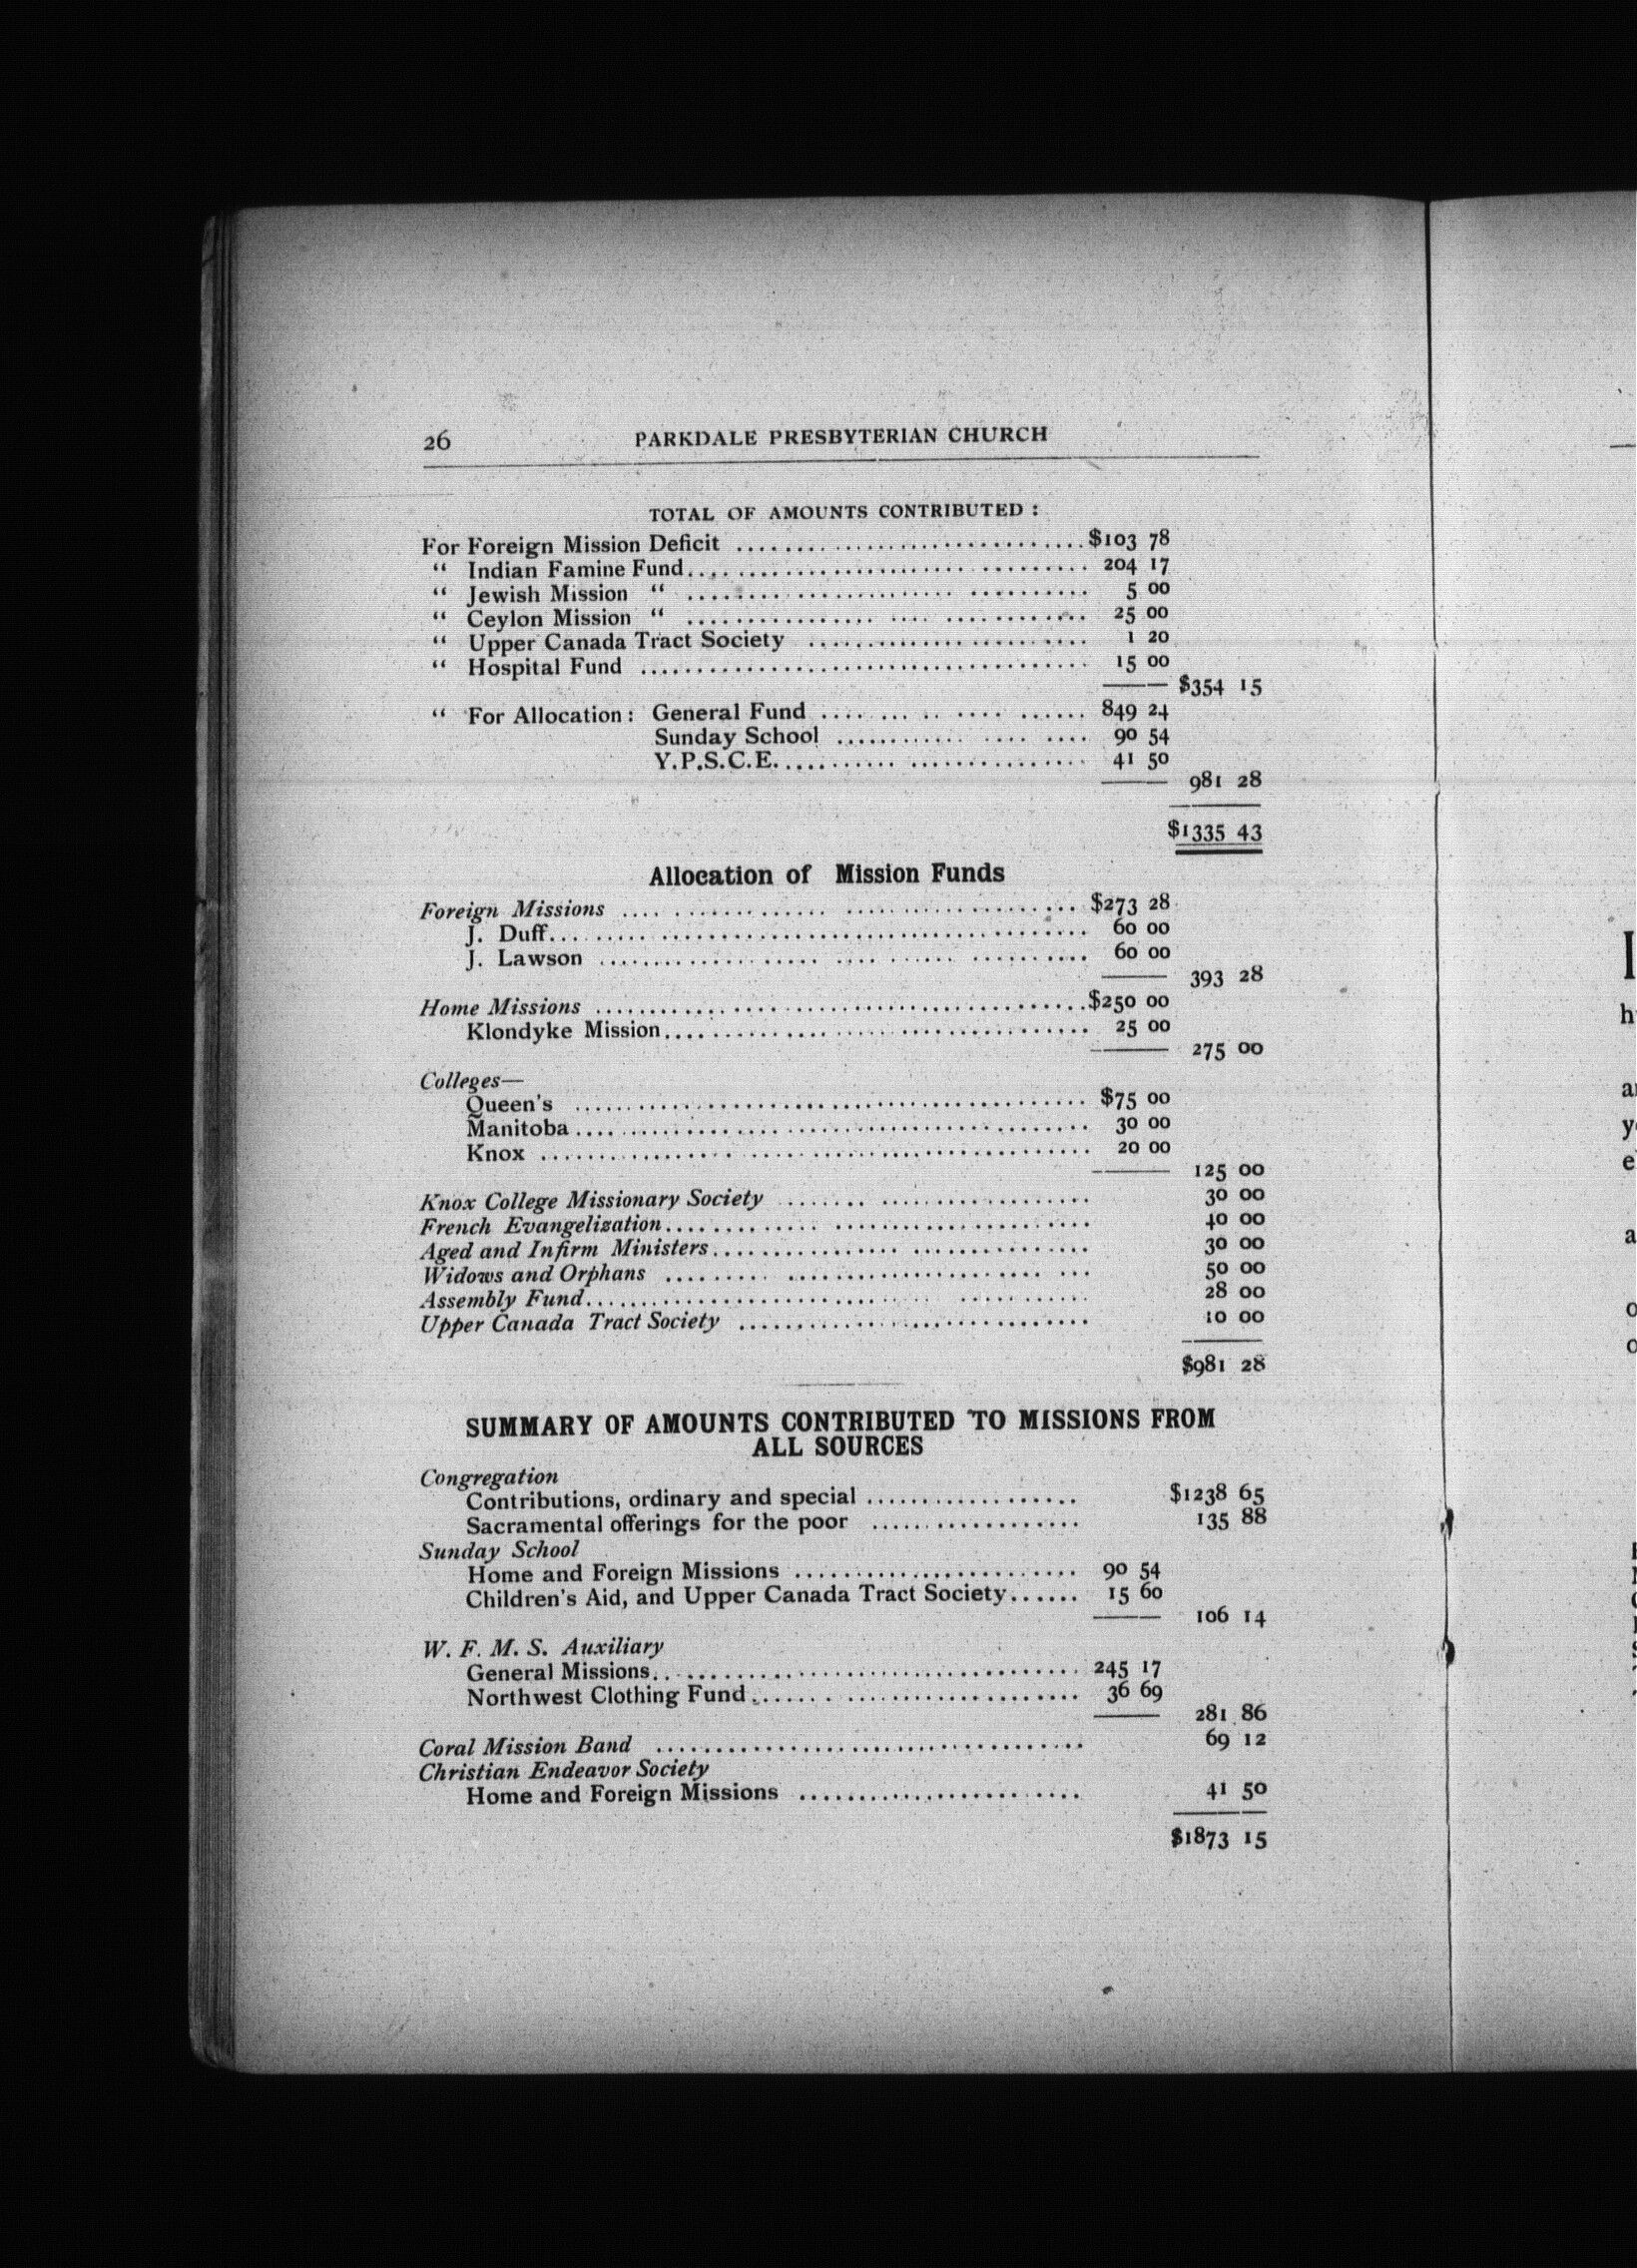 26 PARKDALE PRESBYTERIAN CHURCH
TOTAL OF AMOUNTS CONTRIBUTED :
For Foreign Mission Deficit .................................. $103 78
“ Indian Famine Fund.................................. 204 17
“ Jewish Mission “ .................................. 5 00
“ Ceylon Mission “ .................................. 25 00
“ Upper Canada Tract Society ........................ 1 20
“ Hospital Fund .................................. 15 00
$354 15
“ For Allocation : General Fund ...................... 849 24
Sunday School ...................... 90 54
Y.P.S.C.E............................ 41 50
981 28
$1335 43
Allocation of Mission Funds
Foreign Missions .................................. $273 28
J. Duff.................................. 60 00
J. Lawson .................................. 60 00
393 28
Home Missions .................................. $250 00
Klondyke Mission.................................. 25 00
275 00
Colleges—
Queen's .................................. $75 00
Manitoba.................................. 30 00
Knox .................................. 20 00
125 00
Knox College Missionary Society ........................ 30 00
French Evangelization.................................. 40 00
Aged and Infirm Ministers.............................. 30 00
Widows and Orphans .................................. 50 00
Assembly Fund.................................. 28 00
Upper Canada Tract Society ............................ 10 00
$981 28
SUMMARY OF AMOUNTS CONTRIBUTED TO MISSIONS FROM
ALL SOURCES
Congregation
Contributions, ordinary and special .................. $1238 65
Sacramental offerings for the poor .................. 135 88
Sunday School
Home and Foreign Missions ........................ 90 54
Children's Aid, and Upper Canada Tract Society...... 15 60
106 14
W. F. M. S. Auxiliary
General Missions.................................. 245 17
Northwest Clothing Fund............................ 36 69
281 86
Coral Mission Band .................................. 69 12
Christian Endeavor Society
Home and Foreign Missions ........................ 41 50
$1873 15